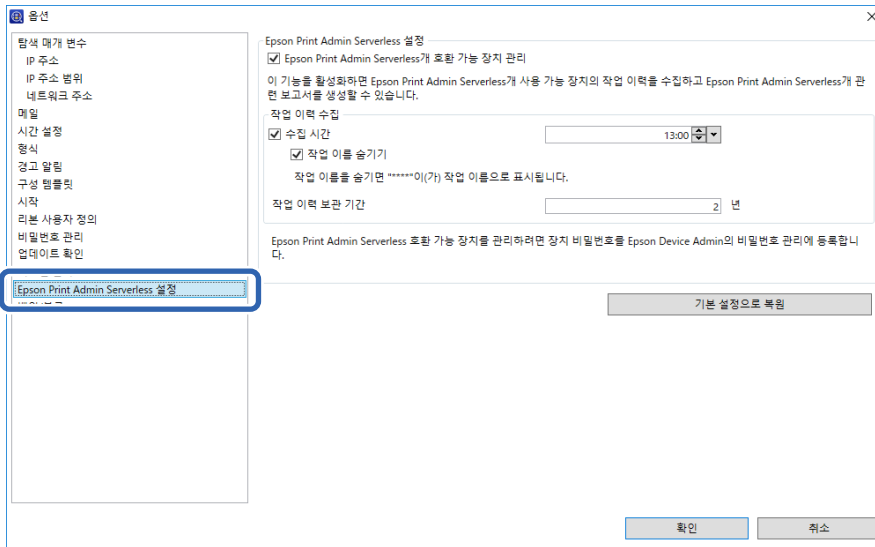 옵션
탐색 매개 변수
IP 주소
IP 주소 범위
네트워크 주소
메일
시간 설정
형식
경고 알림
구성 템플릿
시작
리본 사용자 정의
비밀번호 관리
업데이트 확인
Epson Print Admin Serverless 설정
Epson Print Admin Serverless 설정
Epson Print Admin Serverless개 호환 가능 장치 관리
이 기능을 활성화하면 Epson Print Admin Serverless개 사용 가능 장치의 작업 이력을 수집하고 Epson Print Admin Serverless개 관
련 보고서를 생성할 수 있습니다.
작업 이력 수집
수집 시간 13:00
작업 이름 숨기기
작업 이름을 숨기면 "*****"이(가) 작업 이름으로 표시됩니다.
작업 이력 보관 기간 2 년
Epson Print Admin Serverless 호환 가능 장치를 관리하려면 장치 비밀번호를 Epson Device Admin의 비밀번호 관리에 등록합니
다.
기본 설정으로 복원
확인 취소